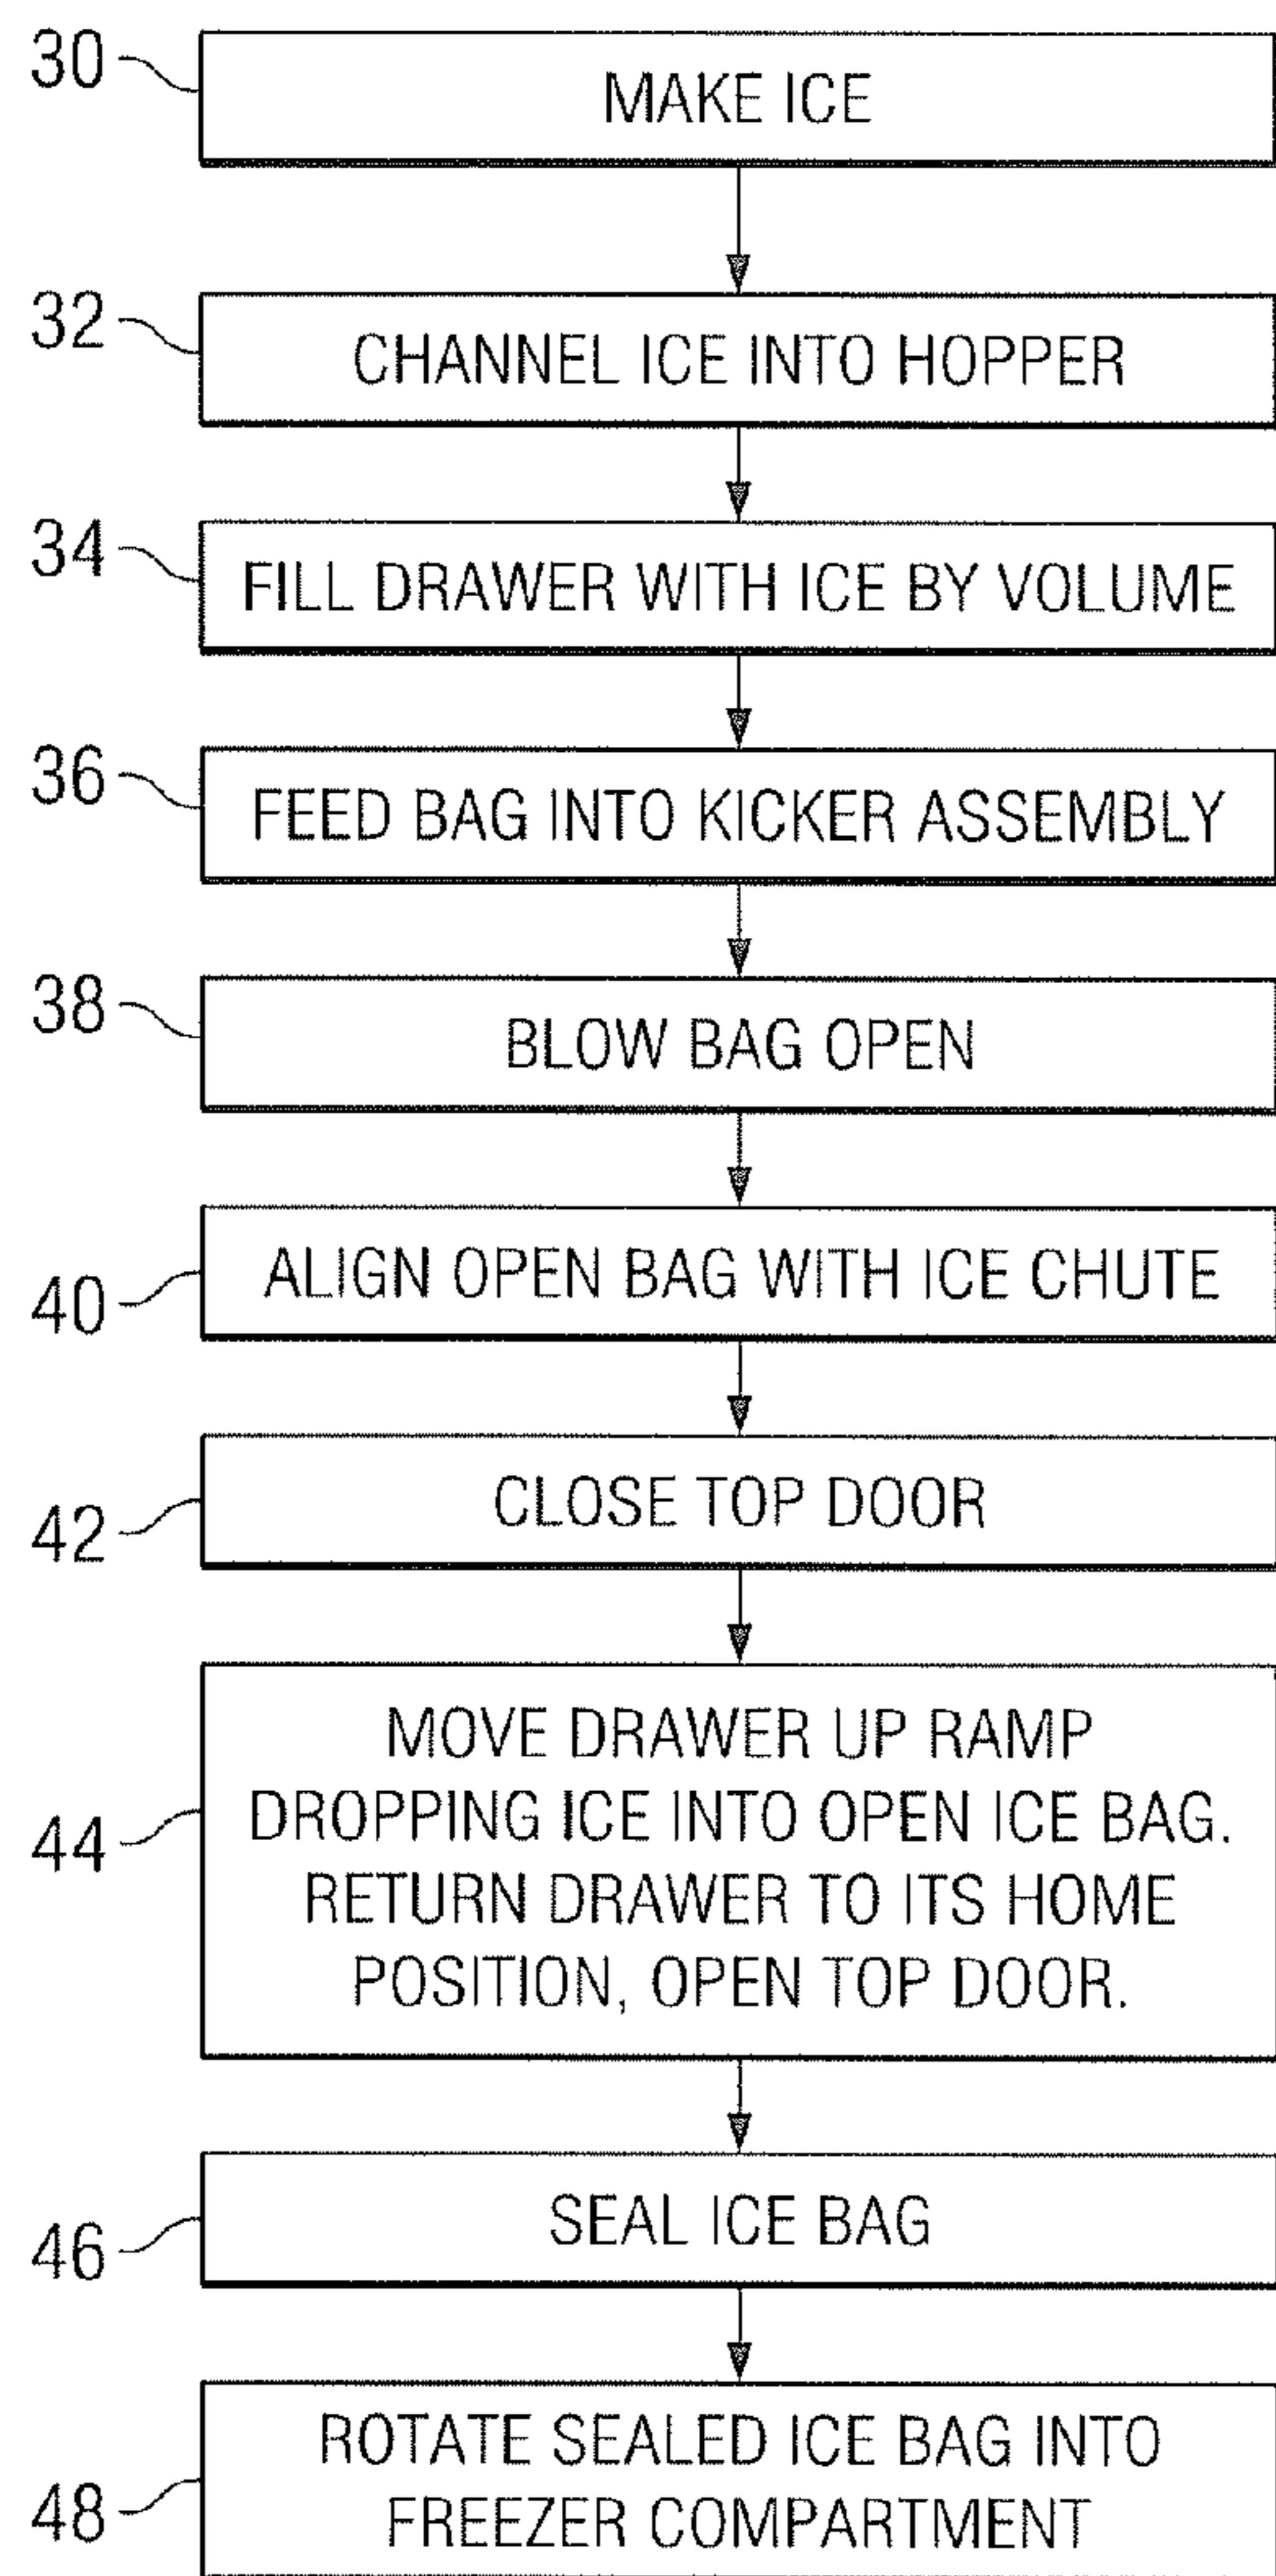 30
MAKE ICE
32
CHANNEL ICE INTO HOPPER
34
FILL DRAWER WITH ICE BY VOLUME
36
FEED BAG INTO KICKER ASSEMBLY
38
BLOW BAG OPEN
40
ALIGN OPEN BAG WITH ICE CHUTE
42
CLOSE TOP DOOR
44
MOVE DRAWER UP RAMP
DROPPING ICE INTO OPEN ICE BAG.
RETURN DRAWER TO ITS HOME
POSITION, OPEN TOP DOOR.
46
SEAL ICE BAG
48
ROTATE SEALED ICE BAG INTO
FREEZER COMPARTMENT